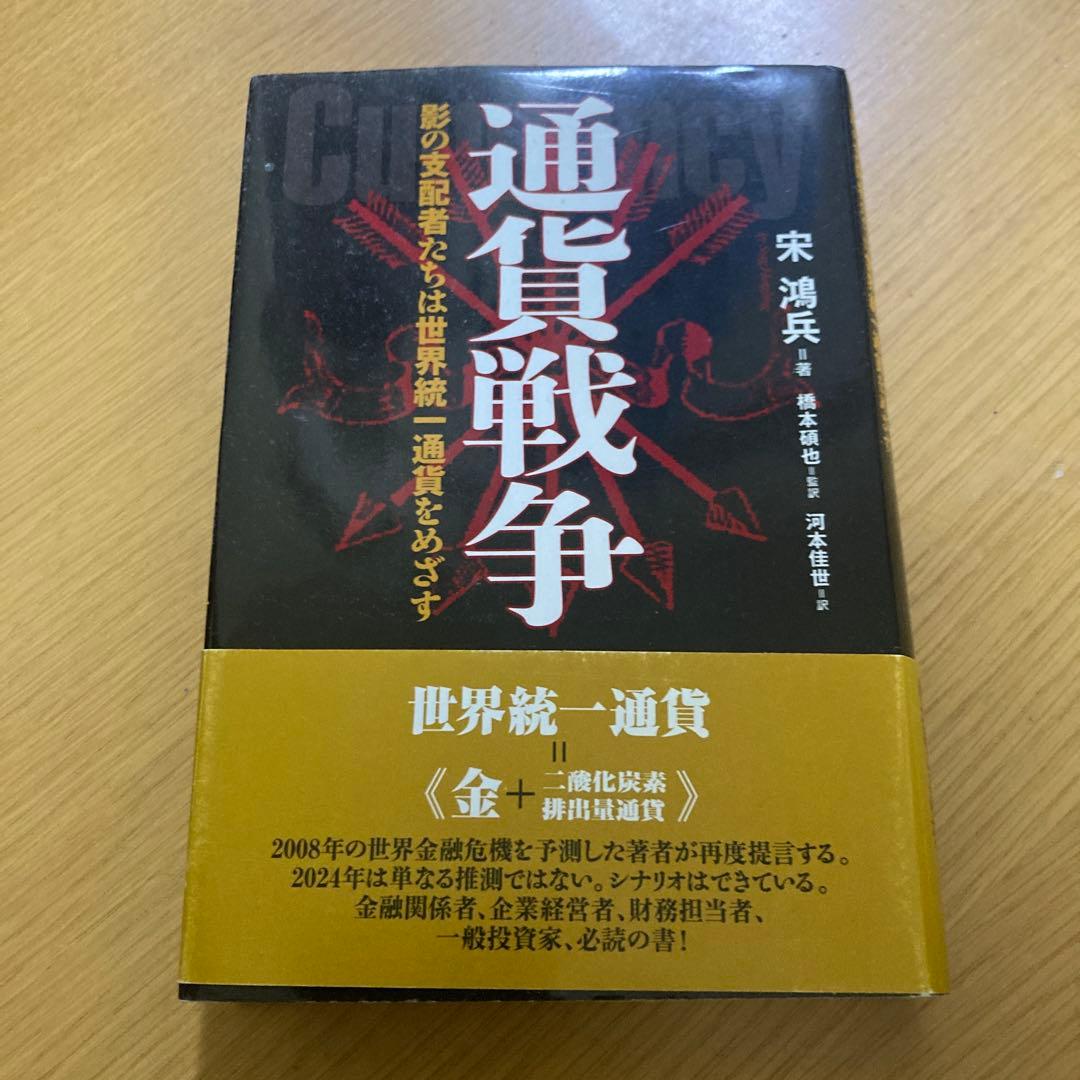 Currency
通貨戦争
影の支配者たちは世界統一通貨をめざす
宋 鴻兵=著 橋本碩也=監訳 河本佳世=訳
世界統一通貨
=
《金+二酸化炭素
排出量通貨》
2008年の世界金融危機を予測した著者が再度提言する。
2024年は単なる推測ではない。シナリオはできている。
金融関係者、企業経営者、財務担当者、
一般投資家、必読の書!